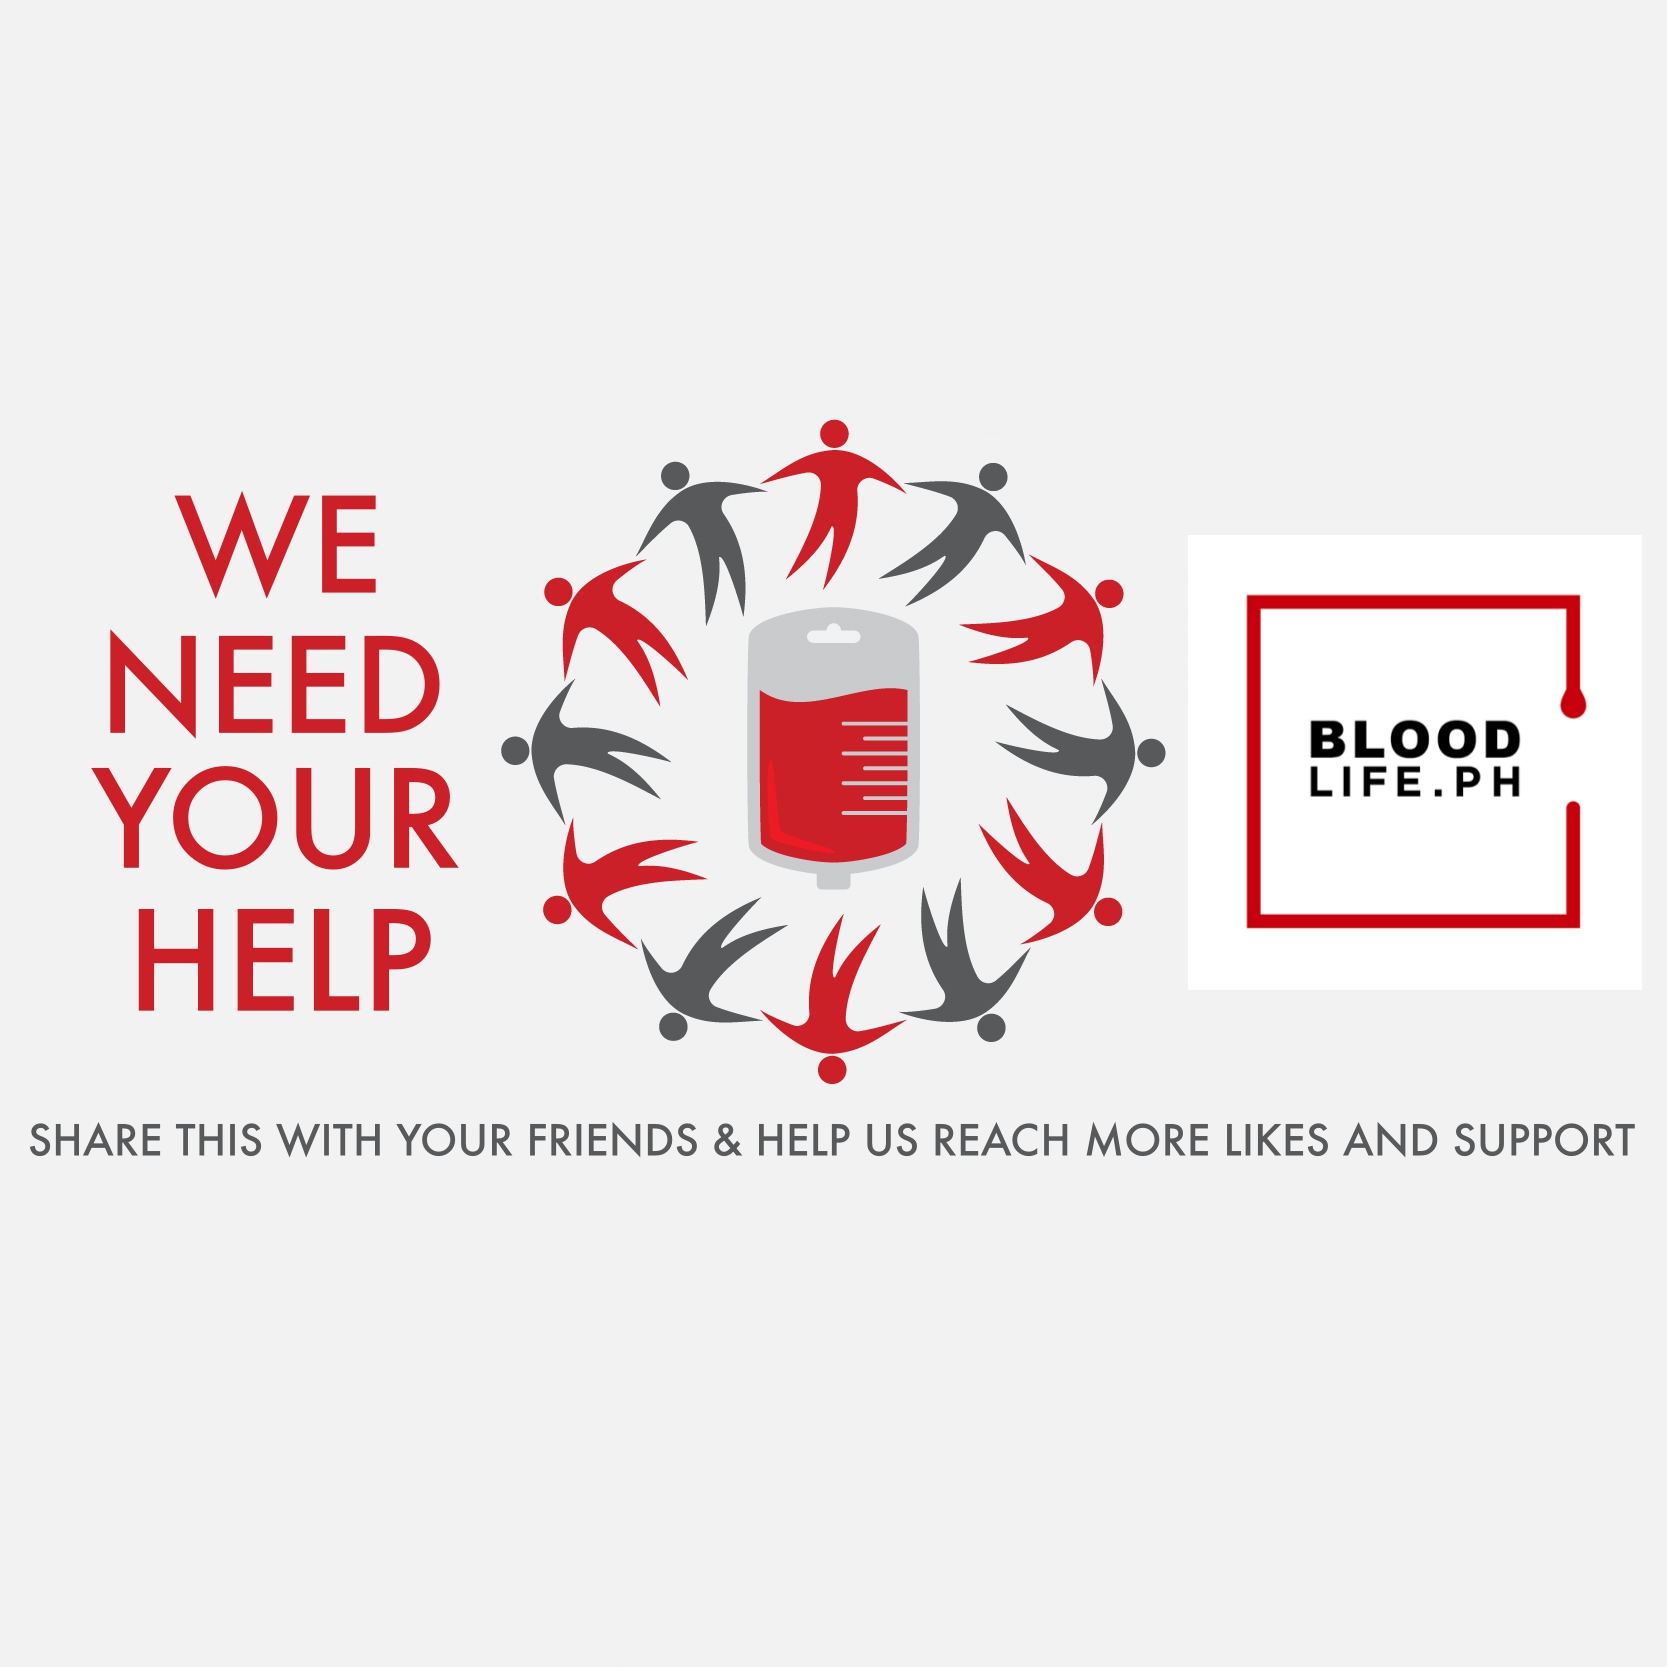 WE
NEED
YOUR
HELP
BLOOD
LIFE.PH
SHARE THIS WITH YOUR FRIENDS & HELP US REACH MORE LIKES AND SUPPORT